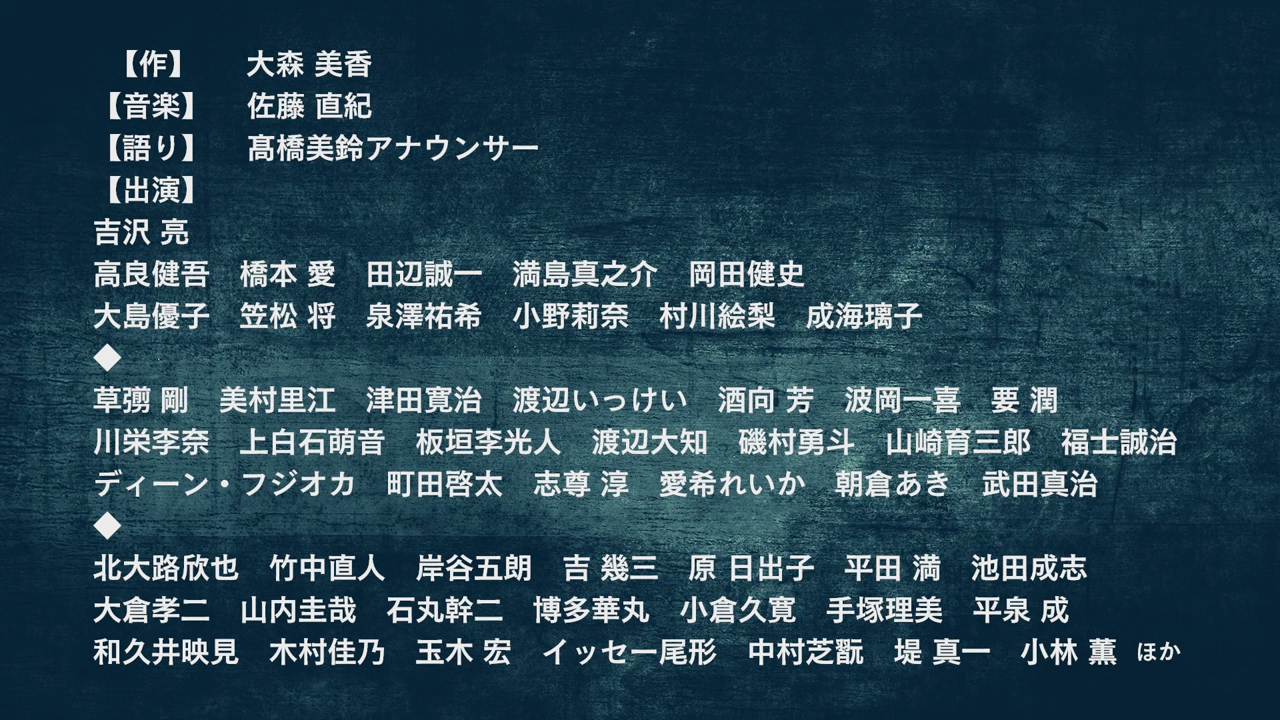 【作】　大森 美香
【音楽】　佐藤 直紀
【語り】　髙橋美鈴アナウンサー
【出演】
吉沢 亮
高良健吾　橋本 愛　田辺誠一　満島真之介　岡田健史
大島優子　笠松 将　泉澤祐希　小野莉奈　村川絵梨　成海璃子
◆
草彅 剛　美村里江　津田寛治　渡辺いっけい　酒向 芳　波岡一喜　要 潤
川栄李奈　上白石萌音　板垣李光人　渡辺大知　磯村勇斗　山崎育三郎　福士誠治
ディーン・フジオカ　町田啓太　志尊 淳　愛希れいか　朝倉あき　武田真治
◆
北大路欣也　竹中直人　岸谷五朗　吉 幾三　原 日出子　平田 満　池田成志
大倉孝二　山内圭哉　石丸幹二　博多華丸　小倉久寛　手塚理美　平泉 成
和久井映見　木村佳乃　玉木 宏　イッセー尾形　中村芝翫　堤 真一　小林 薫　ほか